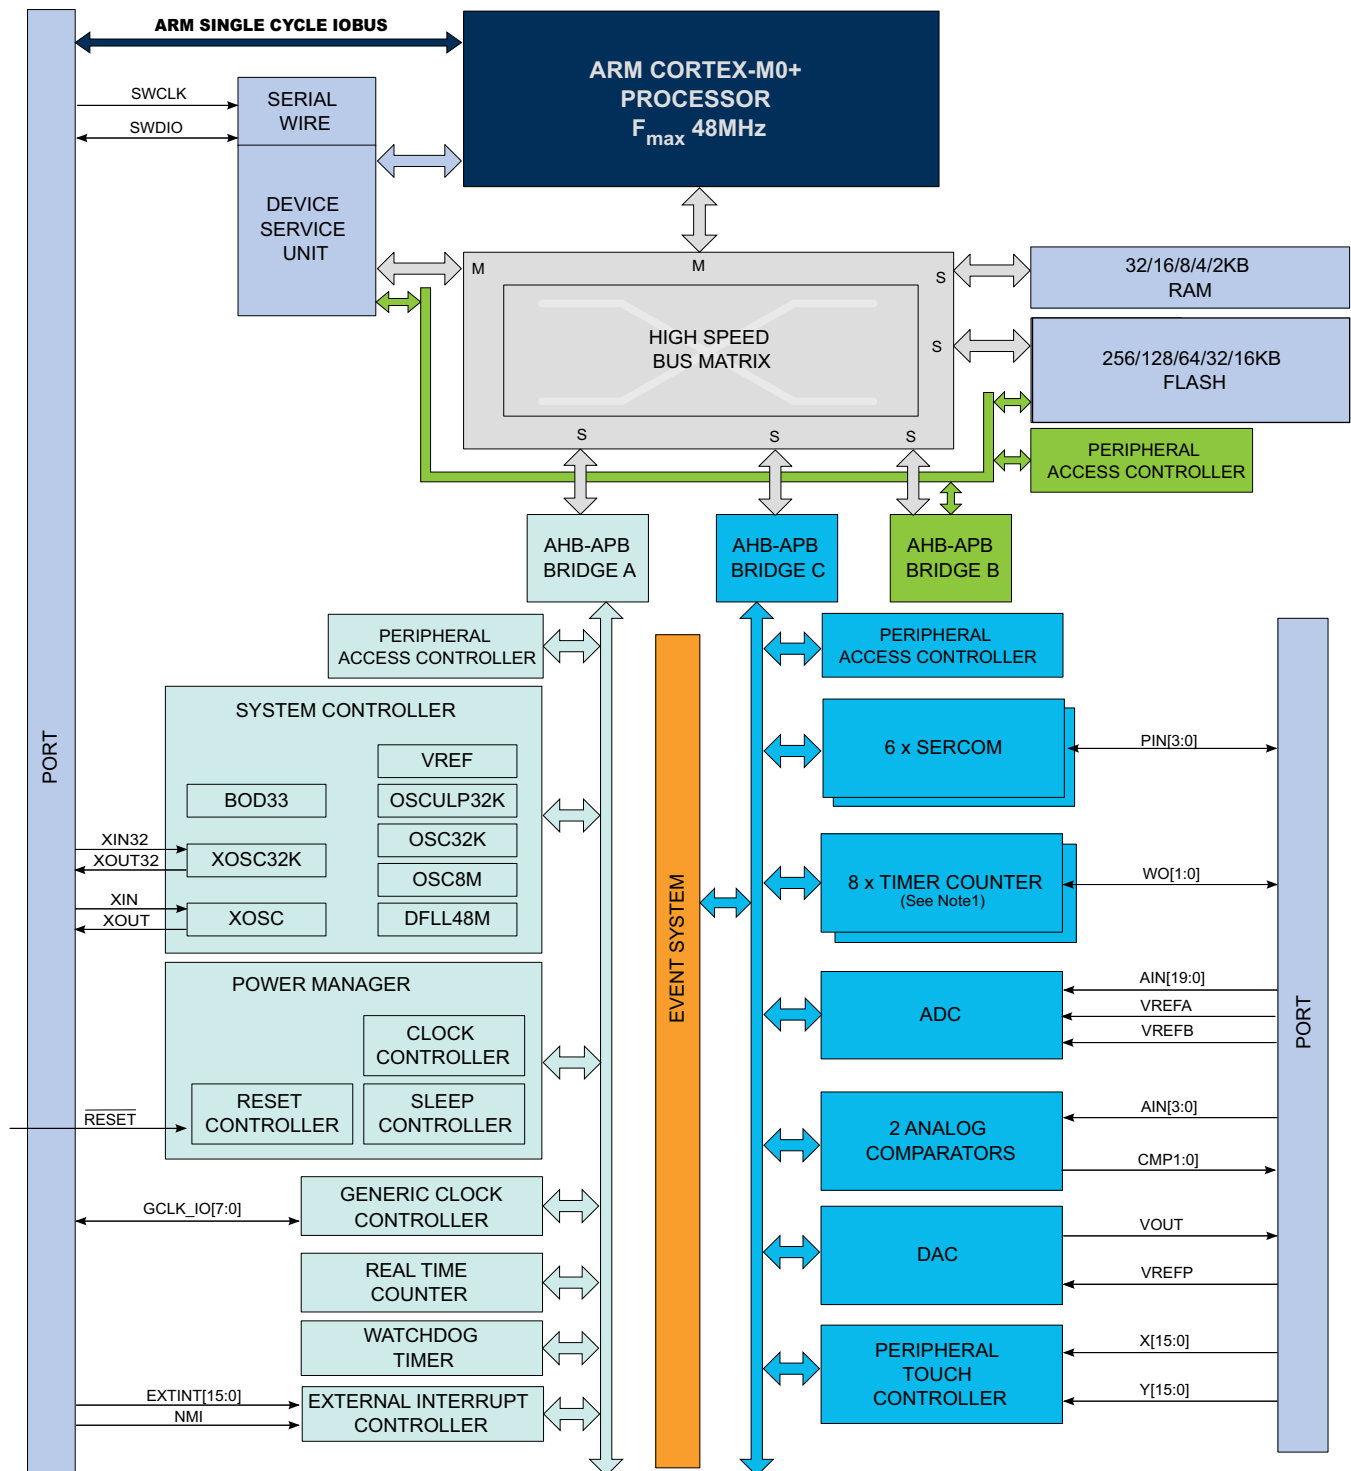 ARM SINGLE CYCLE IOBUS
ARM CORTEX-M0+
PROCESSOR
Fmax 48MHz
SWCLK
SWDIO
SERIAL
WIRE
DEVICE
SERVICE
UNIT
M
M
S
S
S
S
S
HIGH SPEED
BUS MATRIX
32/16/8/4/2KB
RAM
256/128/64/32/16KB
FLASH
PERIPHERAL
ACCESS CONTROLLER
AHB-APB
BRIDGE A
AHB-APB
BRIDGE C
AHB-APB
BRIDGE B
PORT
PERIPHERAL
ACCESS CONTROLLER
SYSTEM CONTROLLER
VREF
BOD33
OSCULP32K
OSC32K
XOSC32K
OSC8M
XOSC
DFLL48M
XIN32
XOUT32
XIN
XOUT
POWER MANAGER
CLOCK
CONTROLLER
RESET
CONTROLLER
SLEEP
CONTROLLER
RESET
GCLK_IO[7:0]
GENERIC CLOCK
CONTROLLER
REAL TIME
COUNTER
WATCHDOG
TIMER
EXTINT[15:0]
NMI
EXTERNAL INTERRUPT
CONTROLLER
EVENT SYSTEM
PERIPHERAL
ACCESS CONTROLLER
6 x SERCOM
PIN[3:0]
8 x TIMER COUNTER
(See Note1)
WO[1:0]
ADC
AIN[19:0]
VREFA
VREFB
2 ANALOG
COMPARATORS
AIN[3:0]
CMP1:0]
DAC
VOUT
VREFP
PERIPHERAL
TOUCH
CONTROLLER
X[15:0]
Y[15:0]
PORT